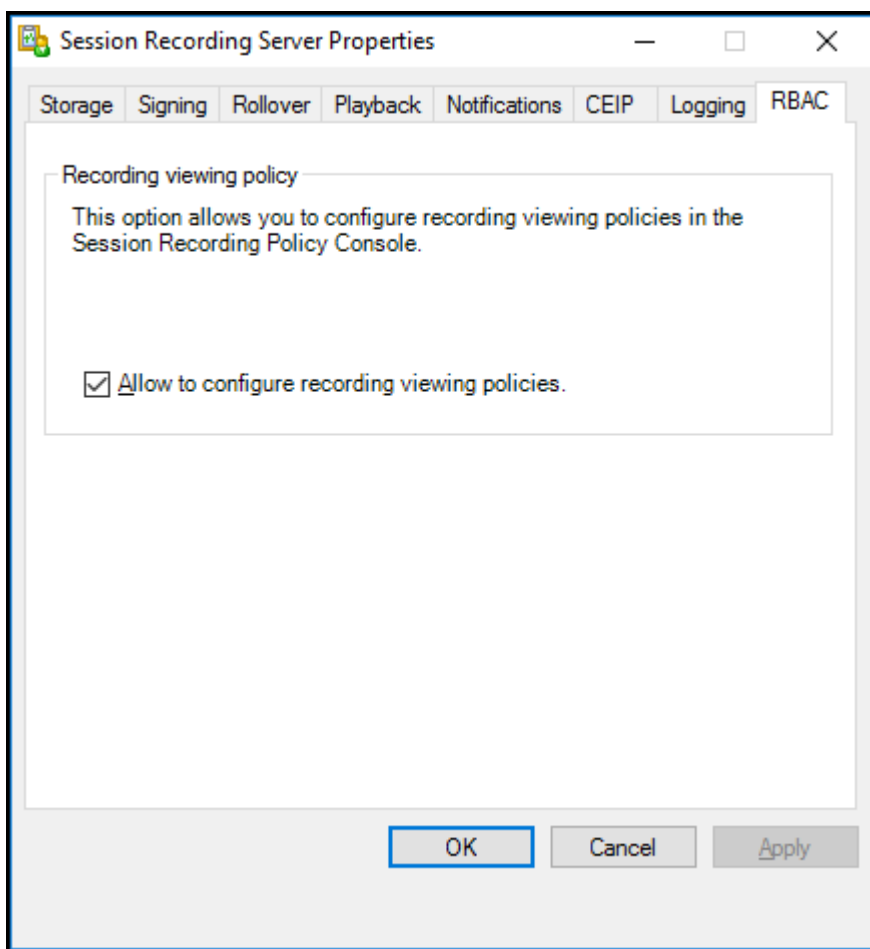 Session Recording Server Properties
Storage Signing Rollover Playback Notifications CEIP Logging RBAC
Recording viewing policy
This option allows you to configure recording viewing policies in the
Session Recording Policy Console.
Allow to configure recording viewing policies.
OK Cancel Apply